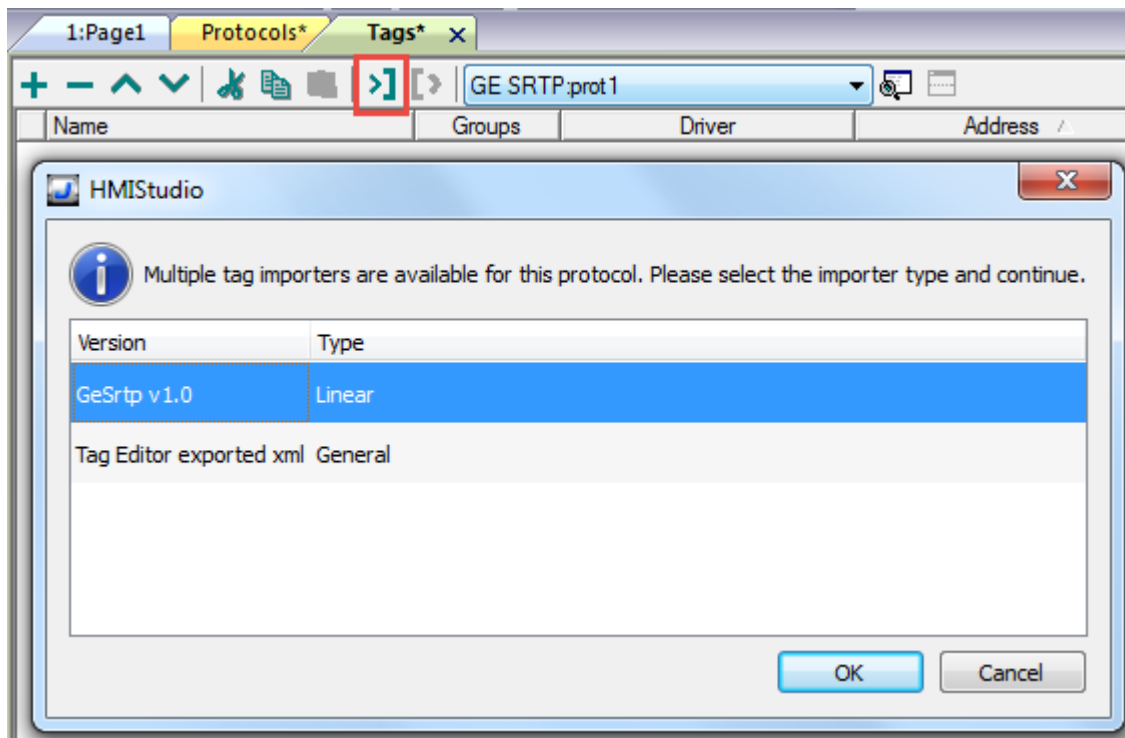 1:Page1 Protocols* Tags*
GE SRTP:prot1
Name Groups Driver Address
HMIStudio
Multiple tag importers are available for this protocol. Please select the importer type and continue.
Version Type
GeSrtp v1.0 Linear
Tag Editor exported xml General
OK Cancel